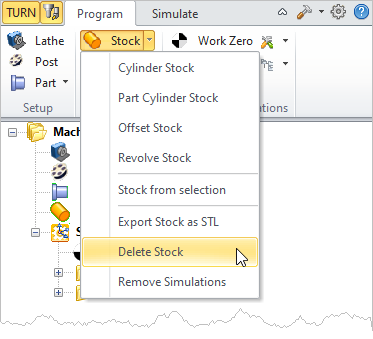 TURN Program Simulate
Lathe Stock Work Zero
Post
Part
Setup ations
Cylinder Stock
Part Cylinder Stock
Offset Stock
Revolve Stock
Stock from selection
Export Stock as STL
Delete Stock
Remove Simulations
Mach
S